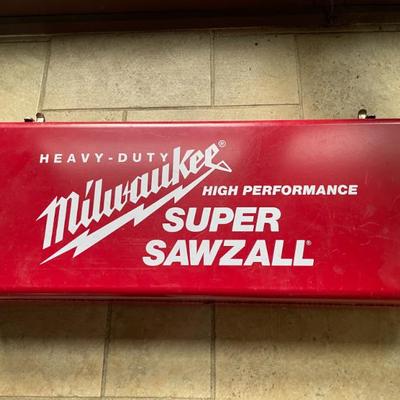 HEAVY-DUTY
Milwaukee®
HIGH PERFORMANCE
SUPER
SAWZALL®